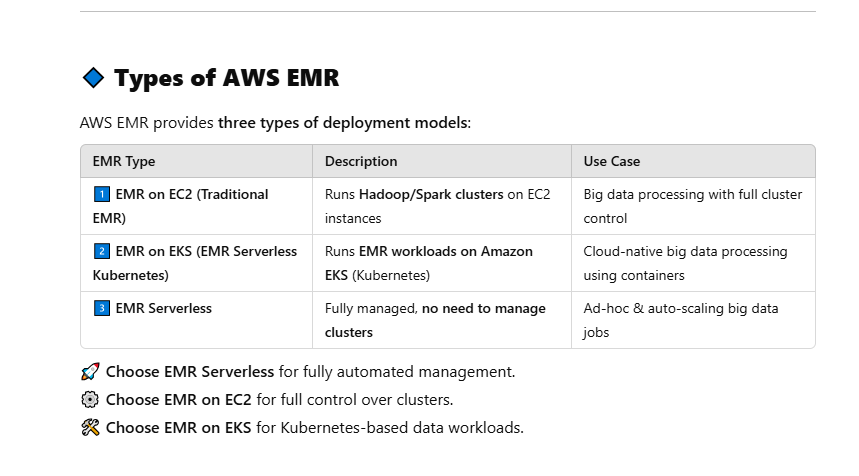 🔷 Types of AWS EMR
AWS EMR provides three types of deployment models:
EMR Type Description Use Case
1️⃣ EMR on EC2 (Traditional EMR) Runs Hadoop/Spark clusters on EC2 instances Big data processing with full cluster control
2️⃣ EMR on EKS (EMR Serverless Kubernetes) Runs EMR workloads on Amazon EKS (Kubernetes) Cloud-native big data processing using containers
3️⃣ EMR Serverless Fully managed, no need to manage clusters Ad-hoc & auto-scaling big data jobs
🚀 Choose EMR Serverless for fully automated management.
⚙️ Choose EMR on EC2 for full control over clusters.
🛠 Choose EMR on EKS for Kubernetes-based data workloads.